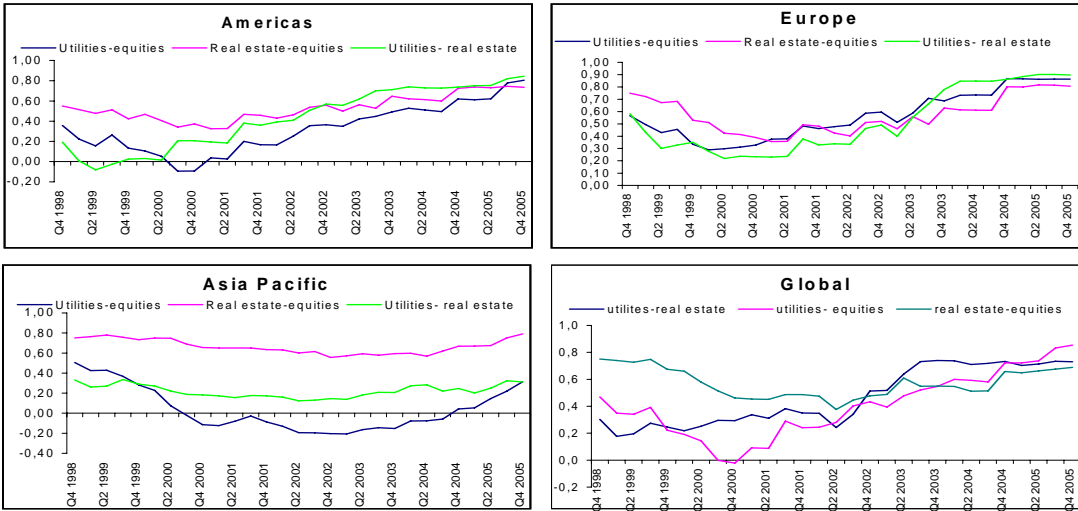 Americas
Utilities-equities
Real estate-equities
Utilities- real estate
1,00
0,80
0,60
0,40
0,20
0,00
-0,20
Q4 1998
Q2 1999
Q4 1999
Q2 2000
Q4 2000
Q2 2001
Q4 2001
Q2 2002
Q4 2002
Q2 2003
Q4 2003
Q2 2004
Q4 2004
Q2 2005
Q4 2005
Europe
Utilities-equities
Real estate-equities
Utilities- real estate
1,00
0,90
0,80
0,70
0,60
0,50
0,40
0,30
0,20
0,10
0,00
Q4 1998
Q2 1999
Q4 1999
Q2 2000
Q4 2000
Q2 2001
Q4 2001
Q2 2002
Q4 2002
Q2 2003
Q4 2003
Q2 2004
Q4 2004
Q2 2005
Q4 2005
Asia Pacific
Utilities-equities
Real estate-equities
Utilities- real estate
1,00
0,80
0,60
0,40
0,20
0,00
-0,20
-0,40
Q4 1998
Q2 1999
Q4 1999
Q2 2000
Q4 2000
Q2 2001
Q4 2001
Q2 2002
Q4 2002
Q2 2003
Q4 2003
Q2 2004
Q4 2004
Q2 2005
Q4 2005
Global
utilites-real estate
utilities- equities
real estate-equities
1,0
0,8
0,6
0,4
0,2
0,0
-0,2
Q4 1998
Q2 1999
Q4 1999
Q2 2000
Q4 2000
Q2 2001
Q4 2001
Q2 2002
Q4 2002
Q2 2003
Q4 2003
Q2 2004
Q4 2004
Q2 2005
Q4 2005